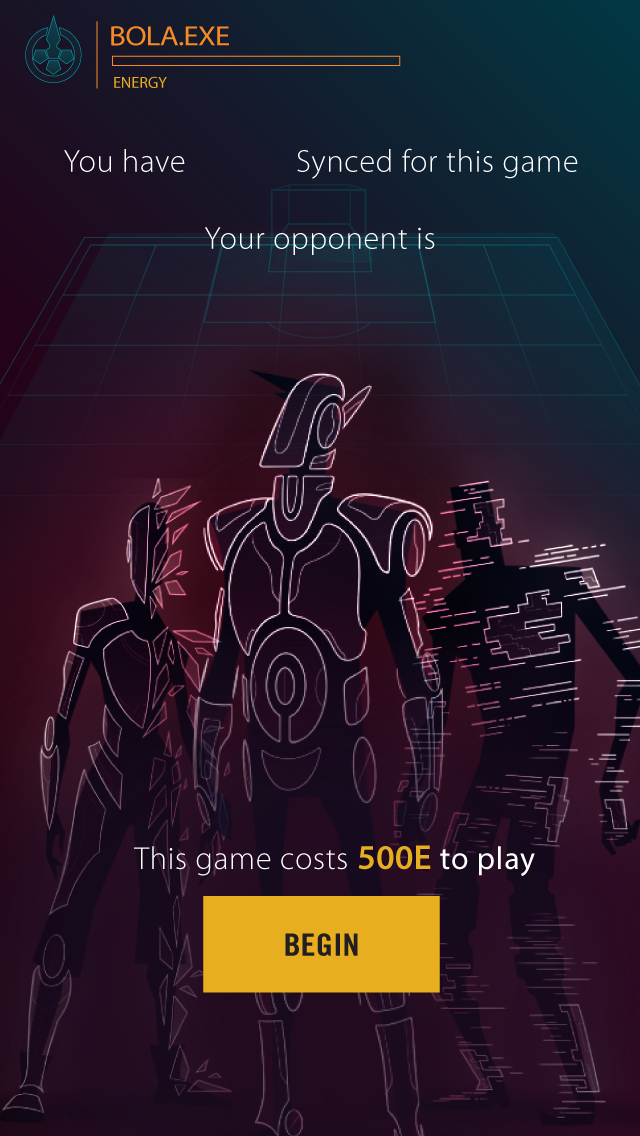 BOLA.EXE
ENERGY
You have Synced for this game
Your opponent is
This game costs 500E to play
BEGIN